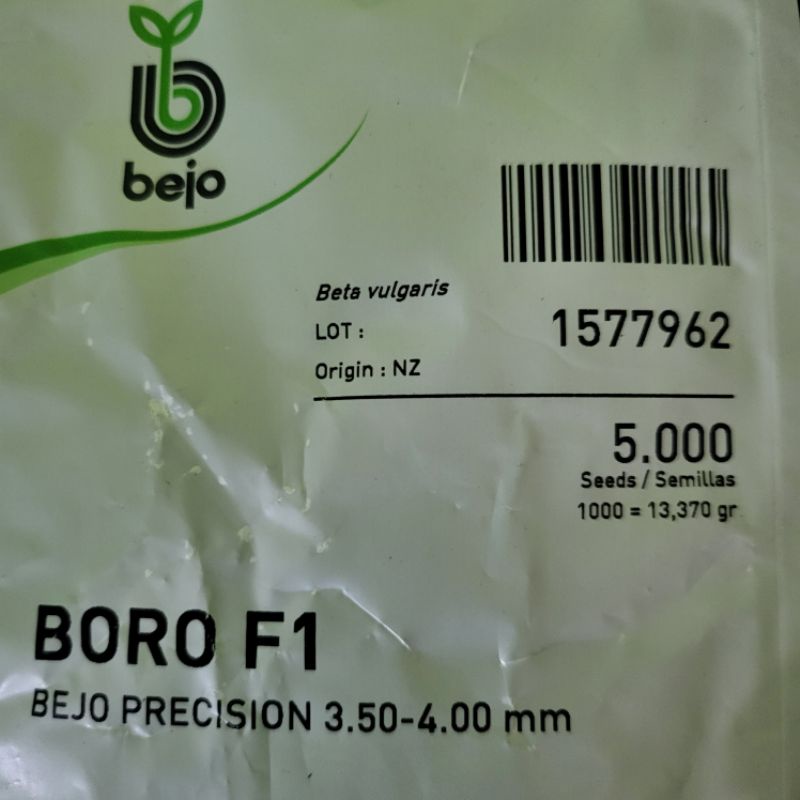 bejo
Beta vulgaris
LOT : 1577962
Origin : NZ
5.000
Seeds / Semillas
1000 = 13,370 gr
BORO F1
BEJO PRECISION 3.50-4.00 mm